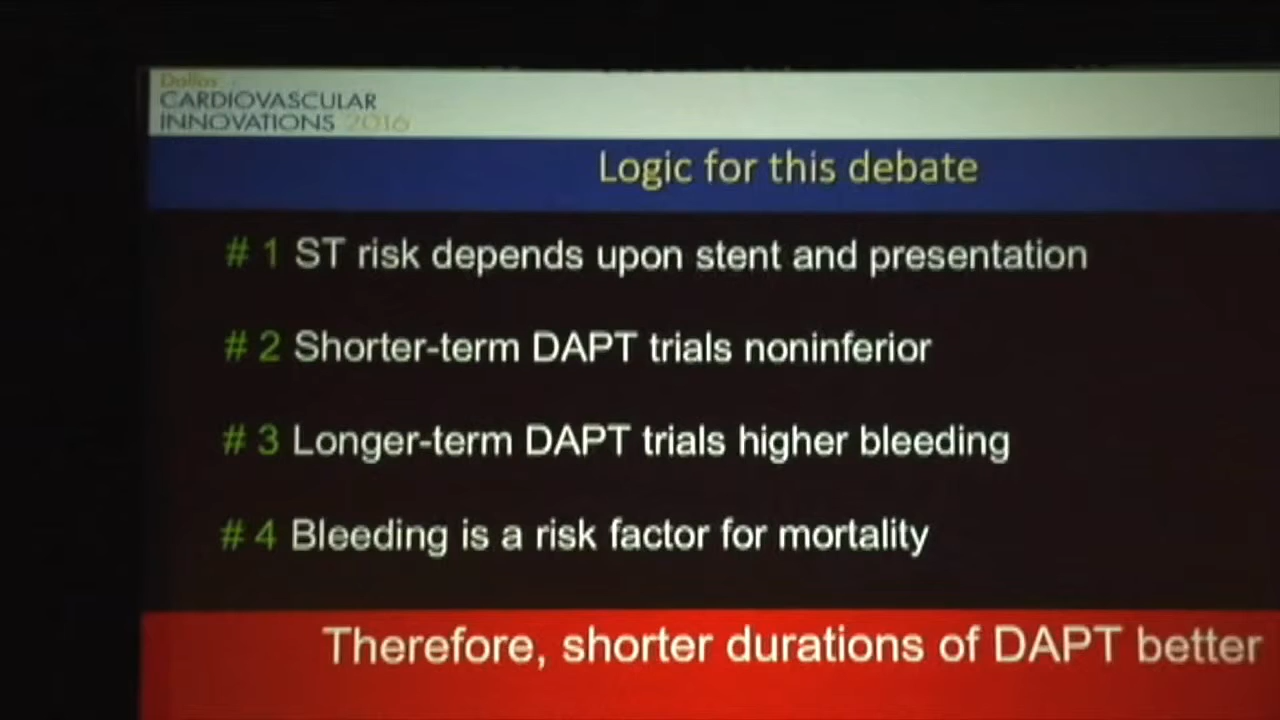 Dallas
CARDIOVASCULAR
INNOVATIONS 2016
Logic for this debate
# 1 ST risk depends upon stent and presentation
# 2 Shorter-term DAPT trials noninferior
# 3 Longer-term DAPT trials higher bleeding
# 4 Bleeding is a risk factor for mortality
Therefore, shorter durations of DAPT better